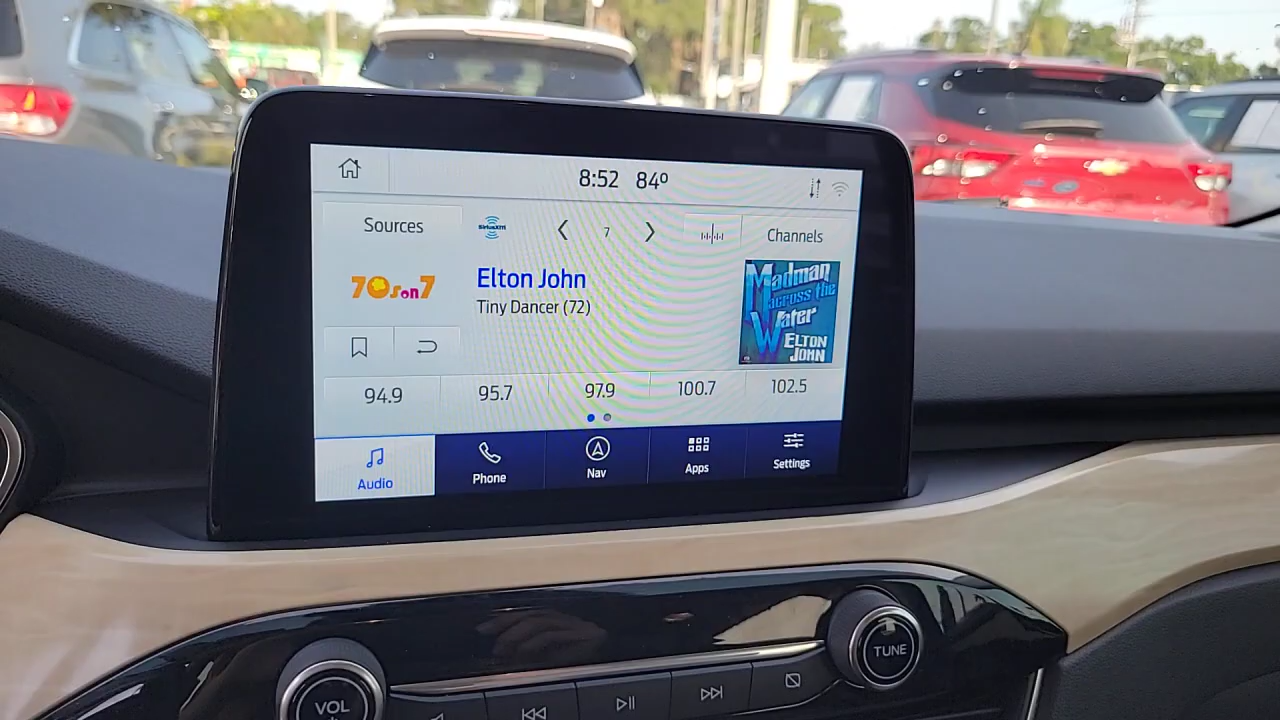 8:52 84°
Sources
SiriusXM
7
Channels
70s on 7
Elton John
Tiny Dancer (72)
Madman
across the
Water
ELTON
JOHN
94.9
95.7
97.9
100.7
102.5
Audio
Phone
Nav
Apps
Settings
VOL
TUNE